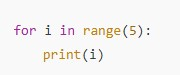 for i in range(5):
    print(i)